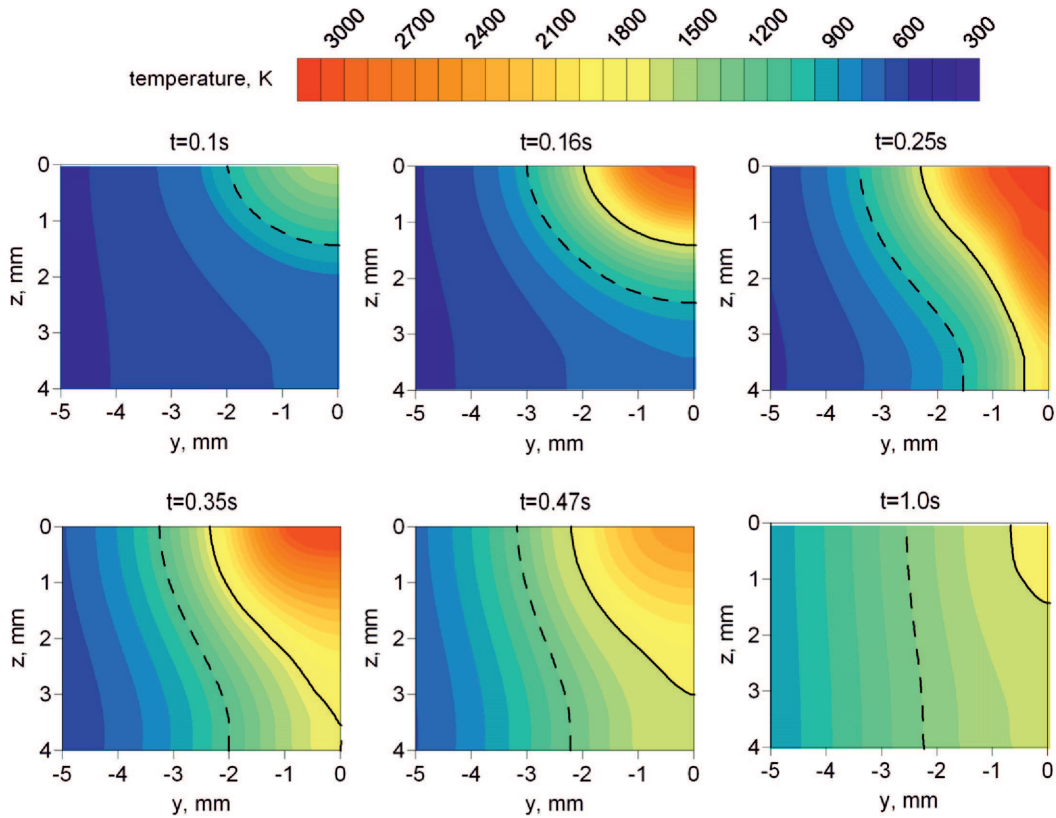 3000 2700 2400 2100 1800 1500 1200 900 600 300
temperature, K
t=0.1s t=0.16s t=0.25s
0 0 0
1 1 1
z, mm z, mm z, mm
2 2 2
3 3 3
4 4 4
-5 -4 -3 -2 -1 0 -5 -4 -3 -2 -1 0 -5 -4 -3 -2 -1 0
y, mm y, mm y, mm
t=0.35s t=0.47s t=1.0s
0 0 0
1 1 1
z, mm z, mm z, mm
2 2 2
3 3 3
4 4 4
-5 -4 -3 -2 -1 0 -5 -4 -3 -2 -1 0 -5 -4 -3 -2 -1 0
y, mm y, mm y, mm